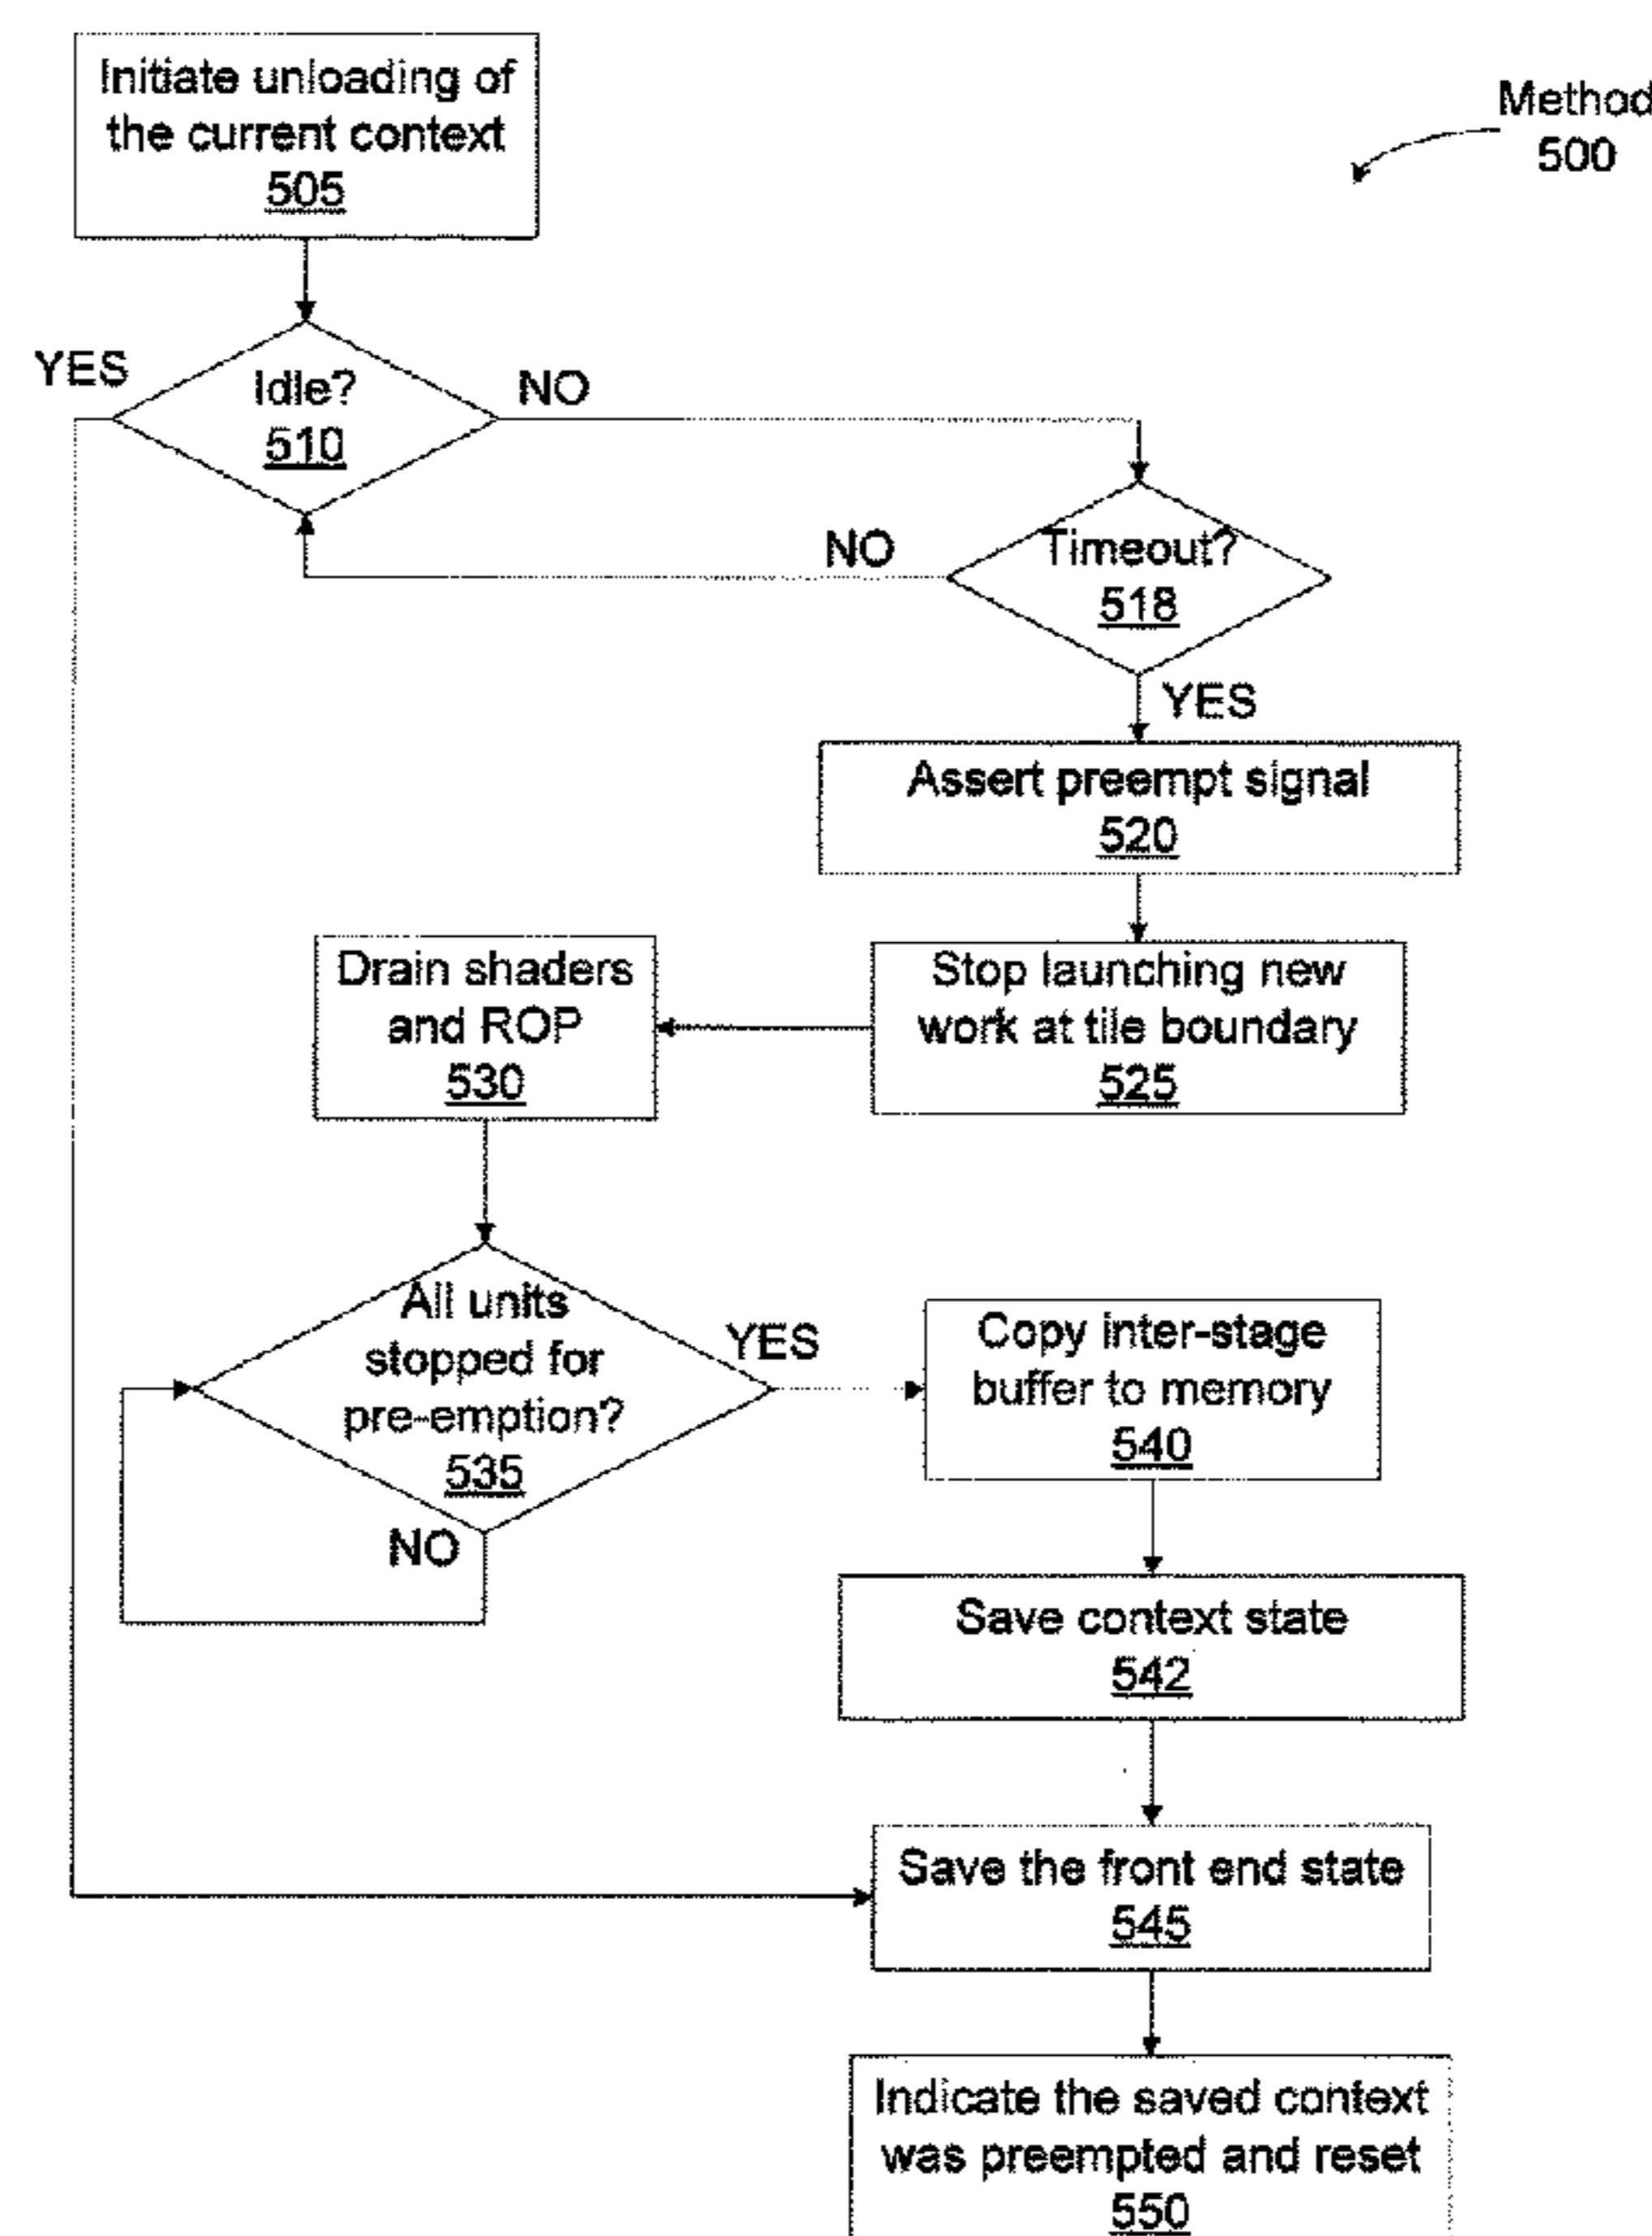 Initiate unloading of
the current context
505
Method
500
YES
Idle?
510
NO
NO
Timeout?
518
YES
Assert preempt signal
520
Drain shaders
and ROP
530
Stop launching new
work at tile boundary
525
All units
stopped for
pre-emption?
535
YES
NO
Copy inter-stage
buffer to memory
540
Save context state
542
Save the front end state
545
Indicate the saved context
was preempted and reset
550